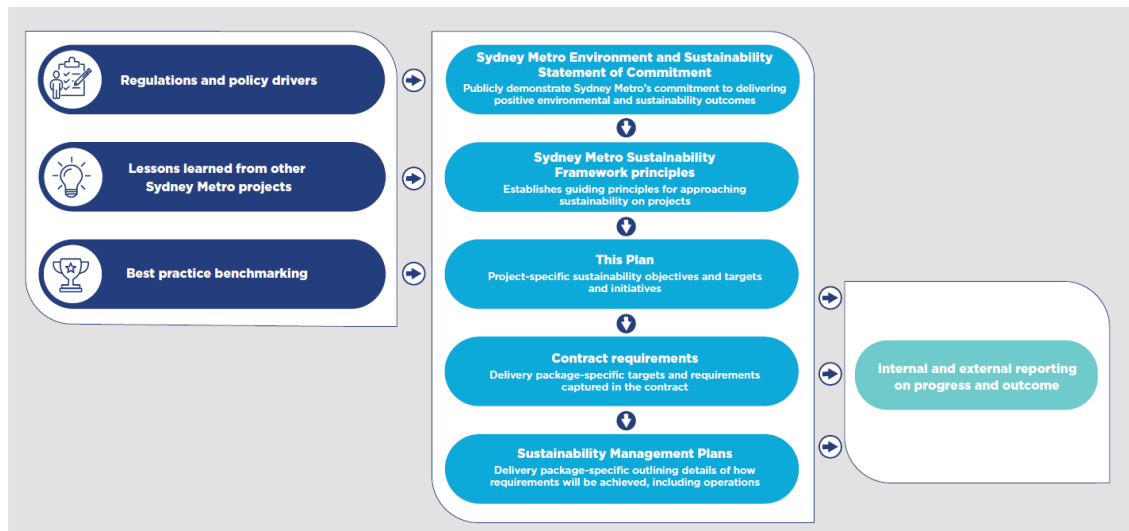 Regulations and policy drivers
Lessons learned from other
Sydney Metro projects
Best practice benchmarking
Sydney Metro Environment and Sustainability
Statement of Commitment
Publicly demonstrate Sydney Metro's commitment to delivering
positive environmental and sustainability outcomes
Sydney Metro Sustainability
Framework principles
Establishes guiding principles for approaching
sustainability on projects
This Plan
Project-specific sustainability objectives and targets
and initiatives
Contract requirements
Delivery package-specific targets and requirements
captured in the contract
Sustainability Management Plans
Delivery package-specific outlining details of how
requirements will be achieved, including operations
Internal and external reporting
on progress and outcome